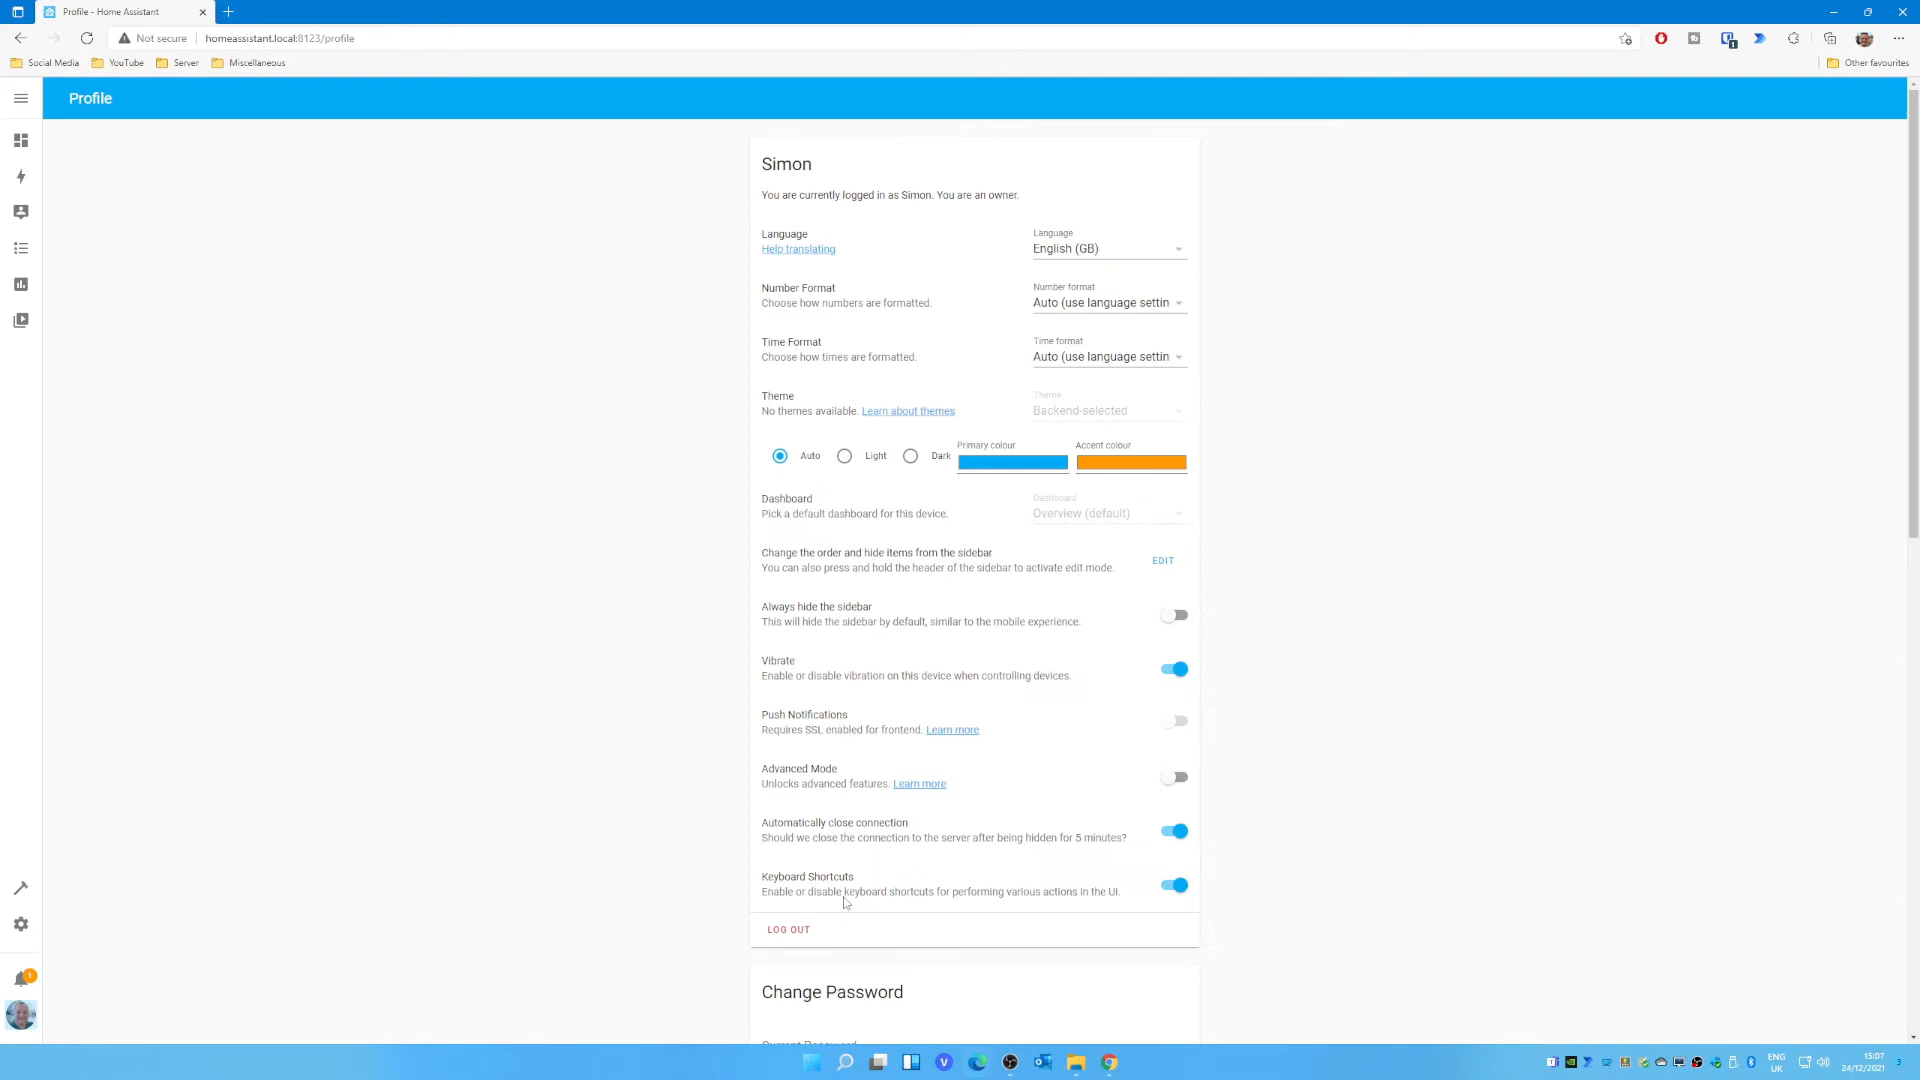 Profile - Home Assistant
Not secure
homeassistant.local:8123/profile
1
Social Media
YouTube
Server
Miscellaneous
Other favourites
Profile
Simon
You are currently logged in as Simon. You are an owner.
Language
Help translating
Language
English (GB)
Number Format
Choose how numbers are formatted.
Number format
Auto (use language settin
Time Format
Choose how times are formatted.
Time format
Auto (use language settin
Theme
No themes available. Learn about themes
Theme
Backend-selected
Auto
Light
Dark
Primary colour
Accent colour
Dashboard
Pick a default dashboard for this device.
Dashboard
Overview (default)
Change the order and hide items from the sidebar
You can also press and hold the header of the sidebar to activate edit mode.
EDIT
Always hide the sidebar
This will hide the sidebar by default, similar to the mobile experience.
Vibrate
Enable or disable vibration on this device when controlling devices.
Push Notifications
Requires SSL enabled for frontend. Learn more
Advanced Mode
Unlocks advanced features. Learn more
Automatically close connection
Should we close the connection to the server after being hidden for 5 minutes?
Keyboard Shortcuts
Enable or disable keyboard shortcuts for performing various actions in the UI.
LOG OUT
1
Change Password
Current Password
ENG
UK
15:07
24/12/2021
3